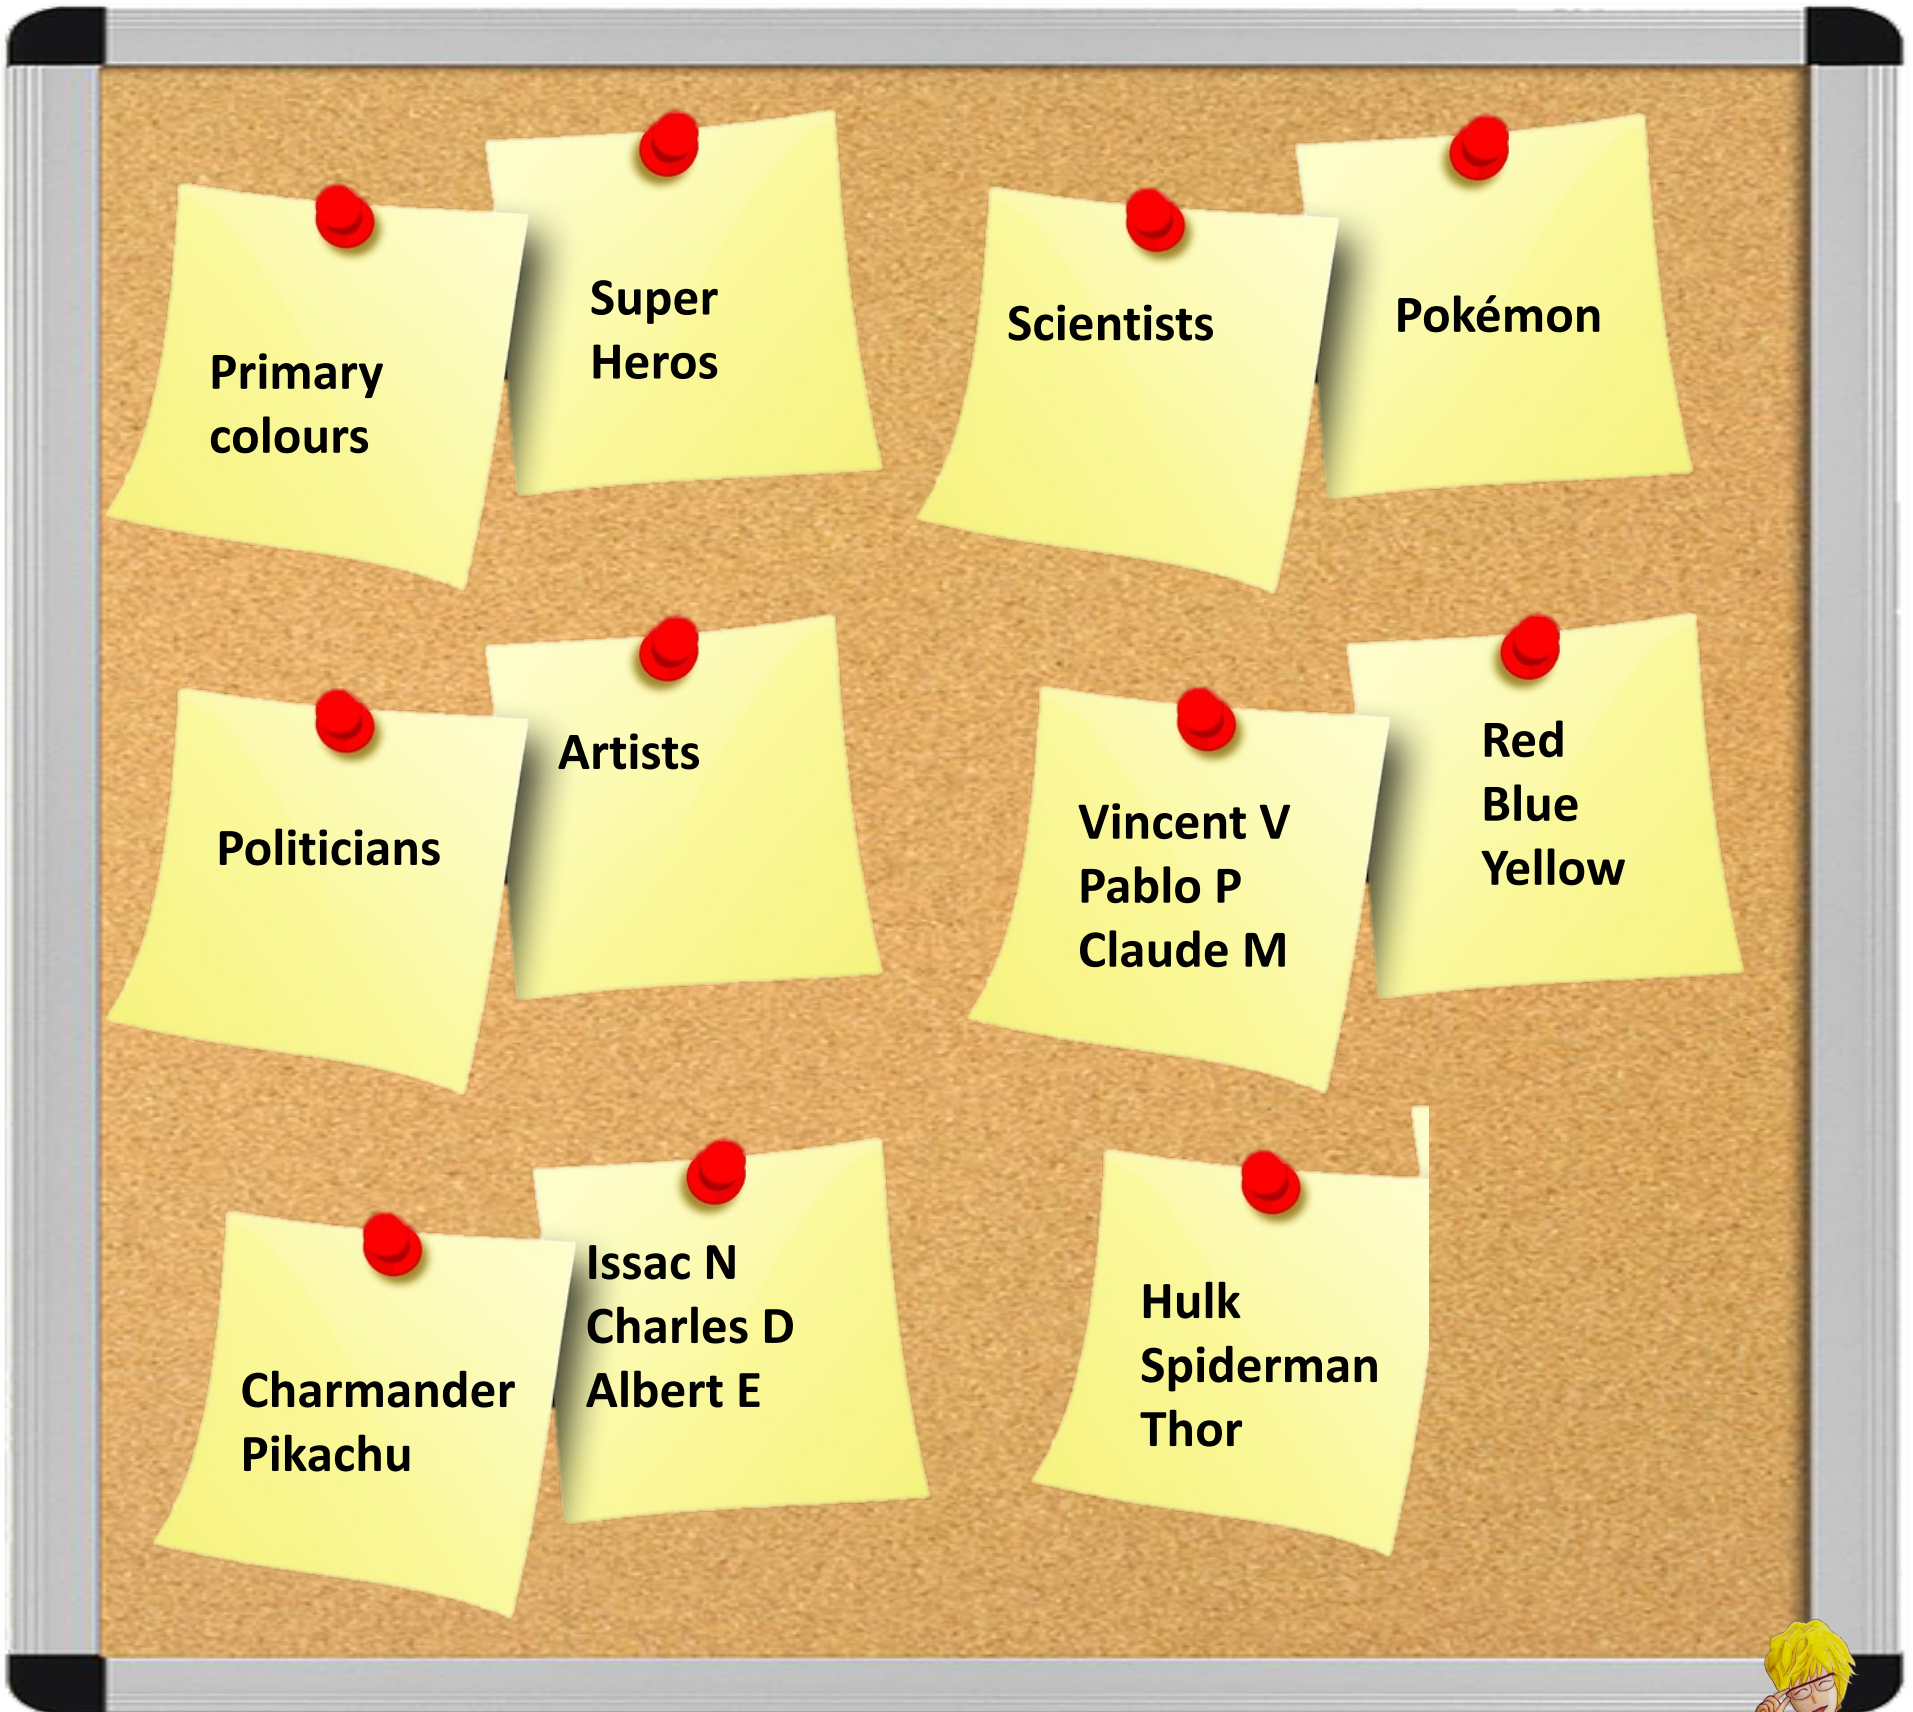 Primary
colours
Super
Heros
Scientists
Pokémon
Politicians
Artists
Vincent V
Pablo P
Claude M
Red
Blue
Yellow
Charmander
Pikachu
Issac N
Charles D
Albert E
Hulk
Spiderman
Thor